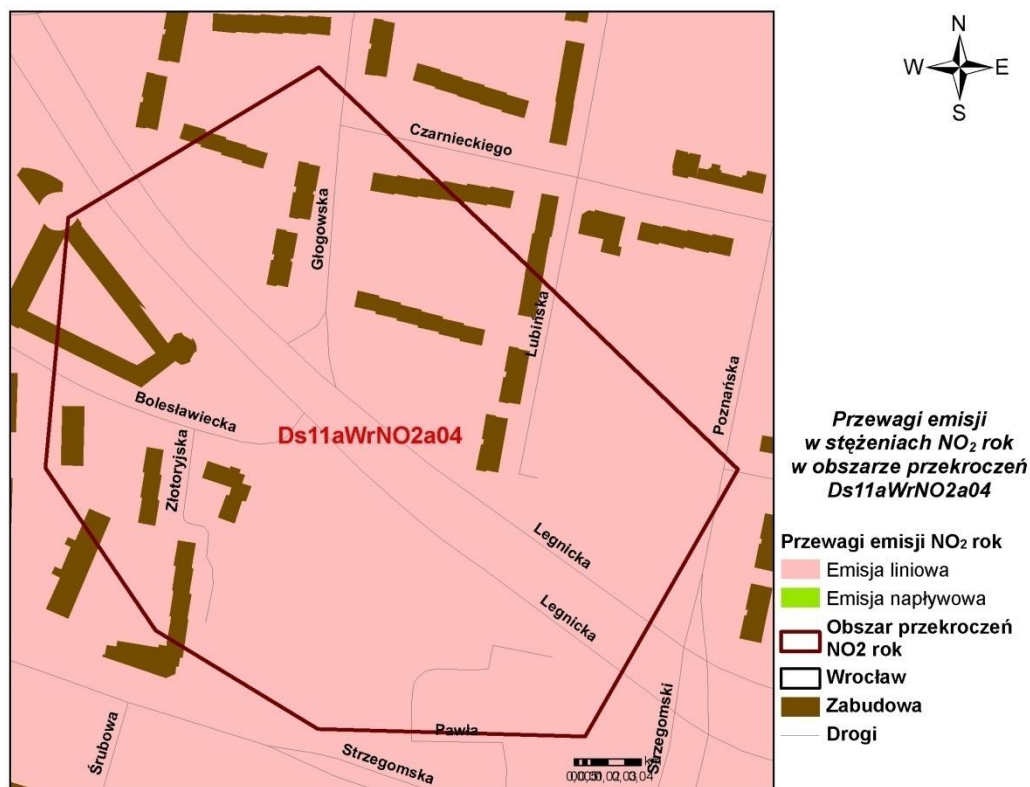 N
W
E
S
Czarnieckiego
Głogowska
Lubińska
Poznańska
Bolesławiecka
Ds11aWrNO2a04
Złotoryjska
Legnicka
Legnicka
Strzegomski
Pawła
Śrubowa
Strzegomska
Przewagi emisji
w stężeniach NO₂ rok
w obszarze przekroczeń
Ds11aWrNO2a04
Przewagi emisji NO₂ rok
Emisja liniowa
Emisja napływowa
Obszar przekroczeń
NO2 rok
Wrocław
Zabudowa
Drogi